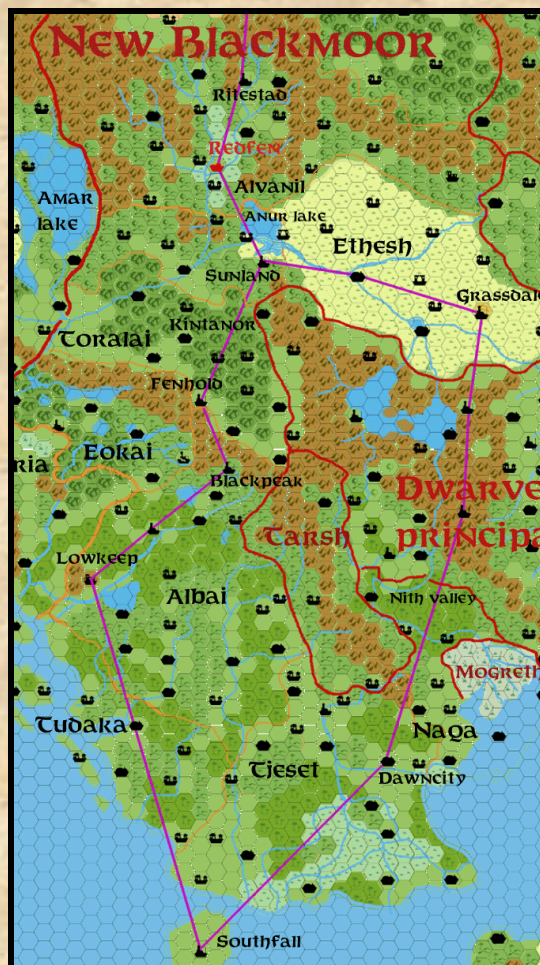 New Blackmoor
Ritestad
Redfen
Alvanil
Amar
lake
Anur lake
Ethesh
Sunland
Grassdal
Kintanor
Toralai
Fenhold
Eokai
ria
Blackpeak
Dwarve
Tarsh
principa
Lowkeep
Albai
Nith valley
Mogreth
Tudaka
Naga
Tjeset
Dawncity
Southfall